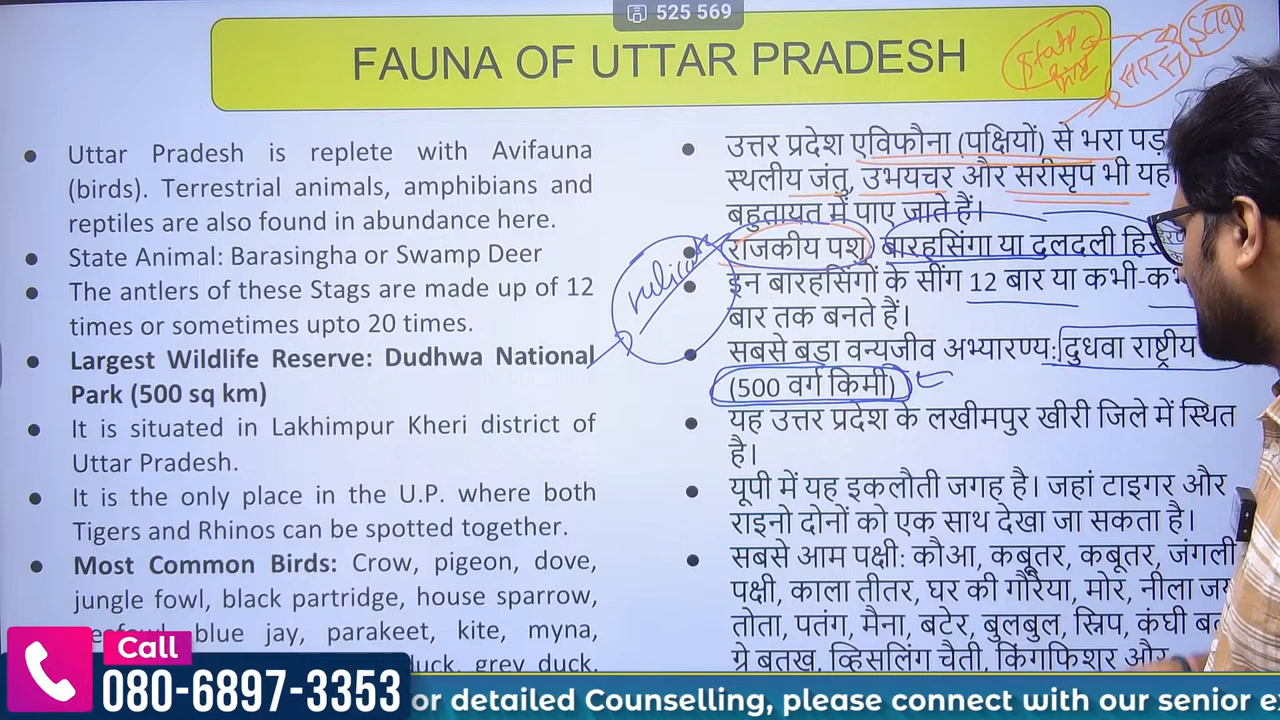 525 569
FAUNA OF UTTAR PRADESH
State
सारस
Uttar Pradesh is replete with Avifauna
(birds). Terrestrial animals, amphibians and
reptiles are also found in abundance here.
State Animal: Barasingha or Swamp Deer
The antlers of these Stags are made up of 12
times or sometimes upto 20 times.
Largest Wildlife Reserve: Dudhwa National
Park (500 sq km)
It is situated in Lakhimpur Kheri district of
Uttar Pradesh.
It is the only place in the U.P. where both
Tigers and Rhinos can be spotted together.
Most Common Birds: Crow, pigeon, dove,
jungle fowl, black partridge, house sparrow,
blue jay, parakeet, kite, myna,
duck, grey duck,
उत्तर प्रदेश एविफौना (पक्षियों) से भरा पड़
स्थलीय जंतु, उभयचर और सरीसृप भी यह
बहुतायत में पाए जाते हैं।
राजकीय पशु बारहसिंगा या दलदली
इन बारहसिंगों के सींग 12 बार या कभी-
बार तक बनते हैं।
सबसे बड़ा वन्यजीव अभ्यारण्य: दुधवा राष्ट्रीय
(500 वर्ग किमी)
यह उत्तर प्रदेश के लखीमपुर खीरी जिले में स्थित
है।
यूपी में यह इकलौती जगह है। जहां टाइगर और
राइनो दोनों को एक साथ देखा जा सकता है।
सबसे आम पक्षी: कौआ, कबूतर, कबूतर, जंगली
पक्षी, काला तीतर, घर की गौरैया, मोर, नीला
तोता, पतंग, मैना, बटेर, बुलबुल, स्निप, कंघी
ग्रे बतख, व्हिसलिंग चैती, किंगफिशर और
Call
080-6897-3353
or detailed Counselling, please connect with our senior ex